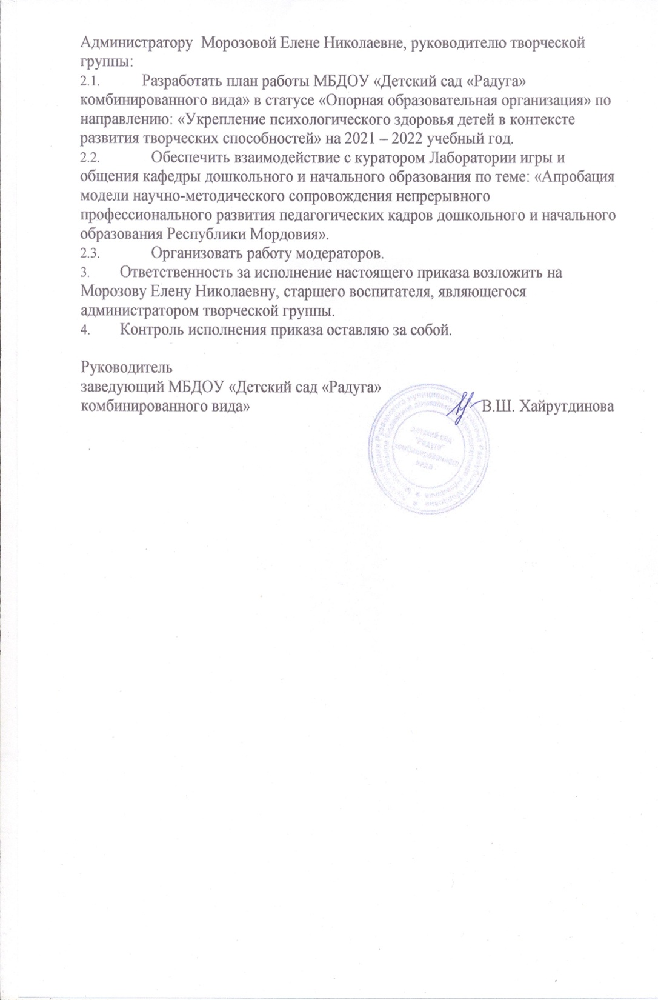 Администратору Морозовой Елене Николаевне, руководителю творческой
группы:
2.1. Разработать план работы МБДОУ «Детский сад «Радуга»
комбинированного вида» в статусе «Опорная образовательная организация» по
направлению: «Укрепление психологического здоровья детей в контексте
развития творческих способностей» на 2021 – 2022 учебный год.
2.2. Обеспечить взаимодействие с куратором Лаборатории игры и
общения кафедры дошкольного и начального образования по теме: «Апробация
модели научно-методического сопровождения непрерывного
профессионального развития педагогических кадров дошкольного и начального
образования Республики Мордовия».
2.3. Организовать работу модераторов.
3. Ответственность за исполнение настоящего приказа возложить на
Морозову Елену Николаевну, старшего воспитателя, являющегося
администратором творческой группы.
4. Контроль исполнения приказа оставляю за собой.
Руководитель
заведующий МБДОУ «Детский сад «Радуга»
комбинированного вида» В.Ш. Хайрутдинова
детский сад
"Радуга"
комбинированного
вида